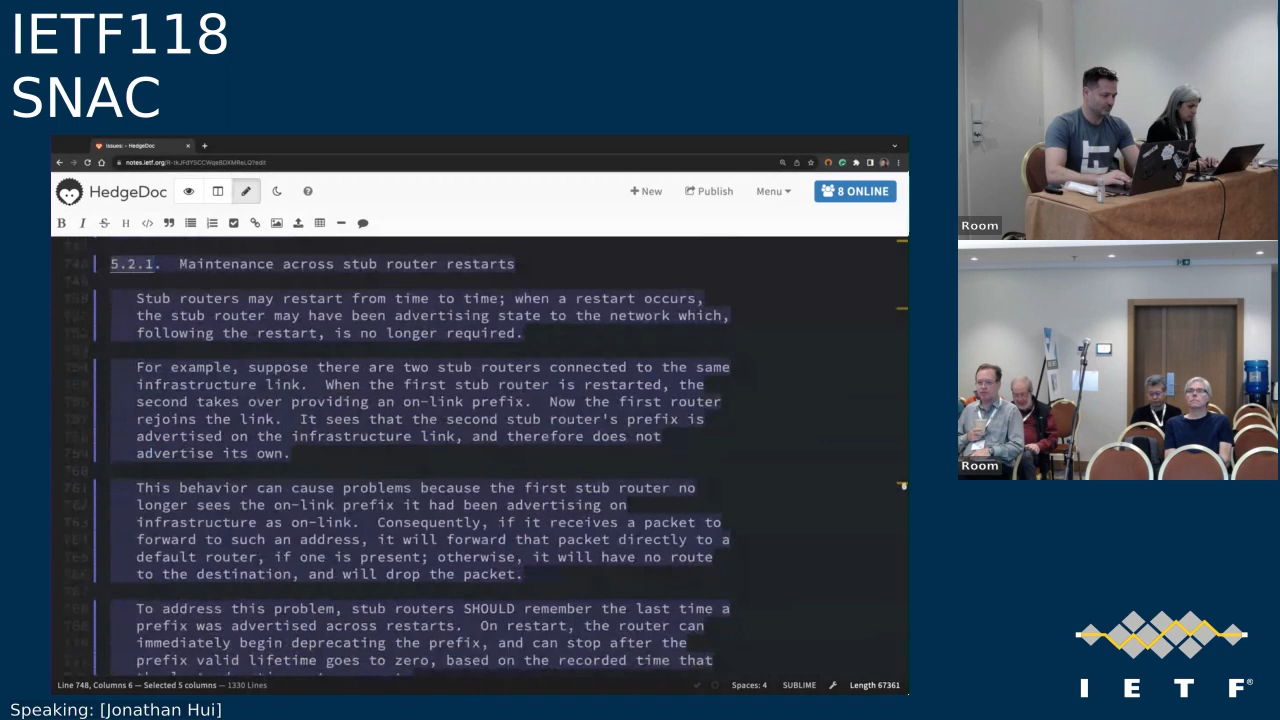 IETF118
SNAC
Issues: - HedgeDoc
HedgeDoc
New
Publish
Menu
8 ONLINE
5.2.1. Maintenance across stub router restarts
Stub routers may restart from time to time; when a restart occurs,
the stub router may have been advertising state to the network which,
following the restart, is no longer required.
For example, suppose there are two stub routers connected to the same
infrastructure link. When the first stub router is restarted, the
second takes over providing an on-link prefix. Now the first router
rejoins the link. It sees that the second stub router's prefix is
advertised on the infrastructure link, and therefore does not
advertise its own.
This behavior can cause problems because the first stub router no
longer sees the on-link prefix it had been advertising on
infrastructure as on-link. Consequently, if it receives a packet to
forward to such an address, it will forward that packet directly to a
default router, if one is present; otherwise, it will have no route
to the destination, and will drop the packet.
To address this problem, stub routers SHOULD remember the last time a
prefix was advertised across restarts. On restart, the router can
immediately begin deprecating the prefix, and can stop after the
prefix valid lifetime goes to zero, based on the recorded time that
Line 748, Columns 6 — Selected 5 columns — 1330 Lines
Spaces: 4
SUBLIME
Length 67361
Room
Room
I E T F®
Speaking: [Jonathan Hui]